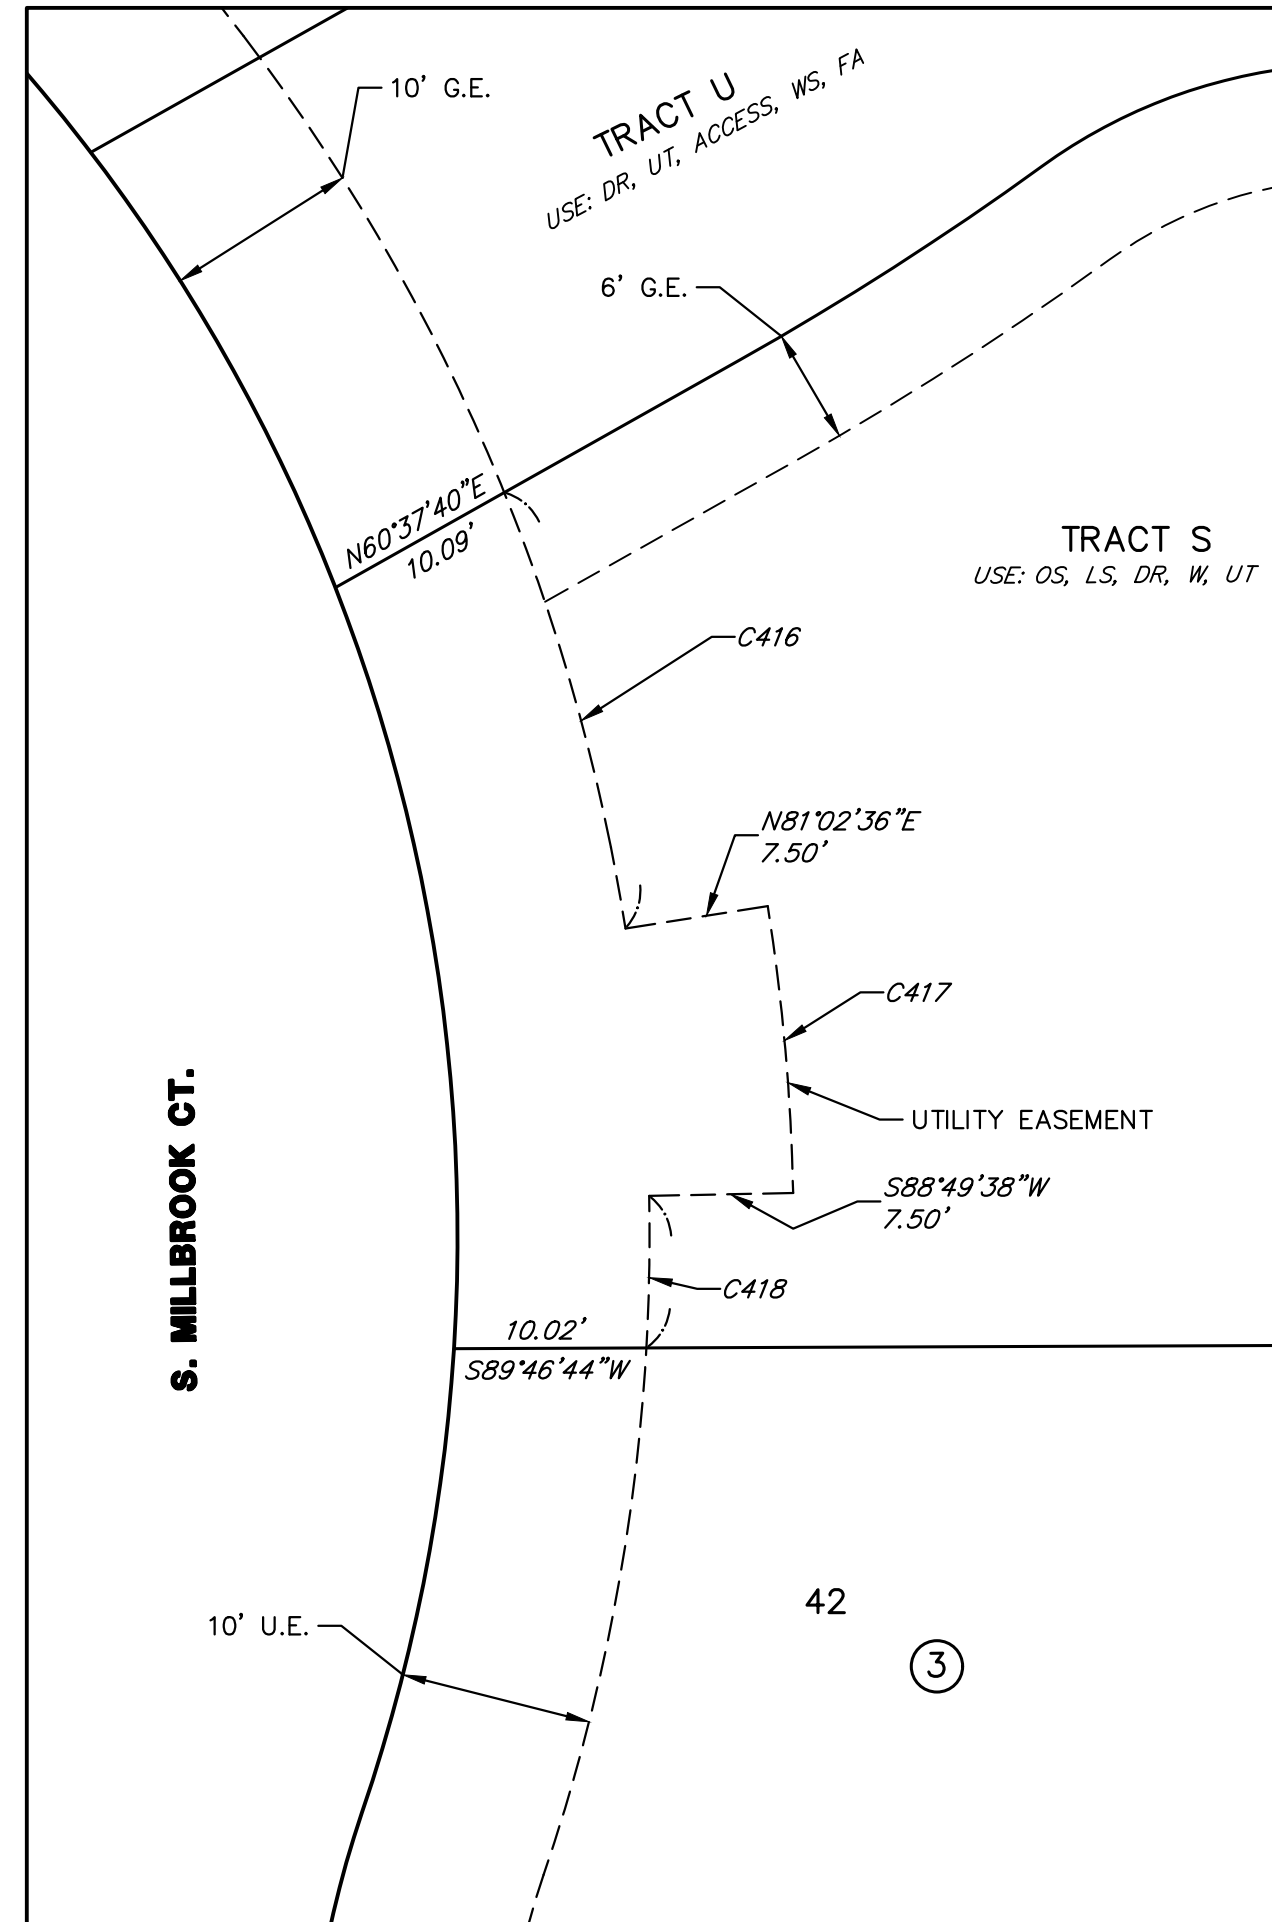 10' G.E.
TRACT U
USE: DR, UT, ACCESS, WS, FA
6' G.E.
N60°37'40"E
10.09'
TRACT S
USE: OS, LS, DR, W, UT
C416
N81°02'36"E
7.50'
C417
S. MILLBROOK CT.
UTILITY EASEMENT
S88°49'38"W
7.50'
C418
10.02'
S89°46'44"W
42
10' U.E.
3